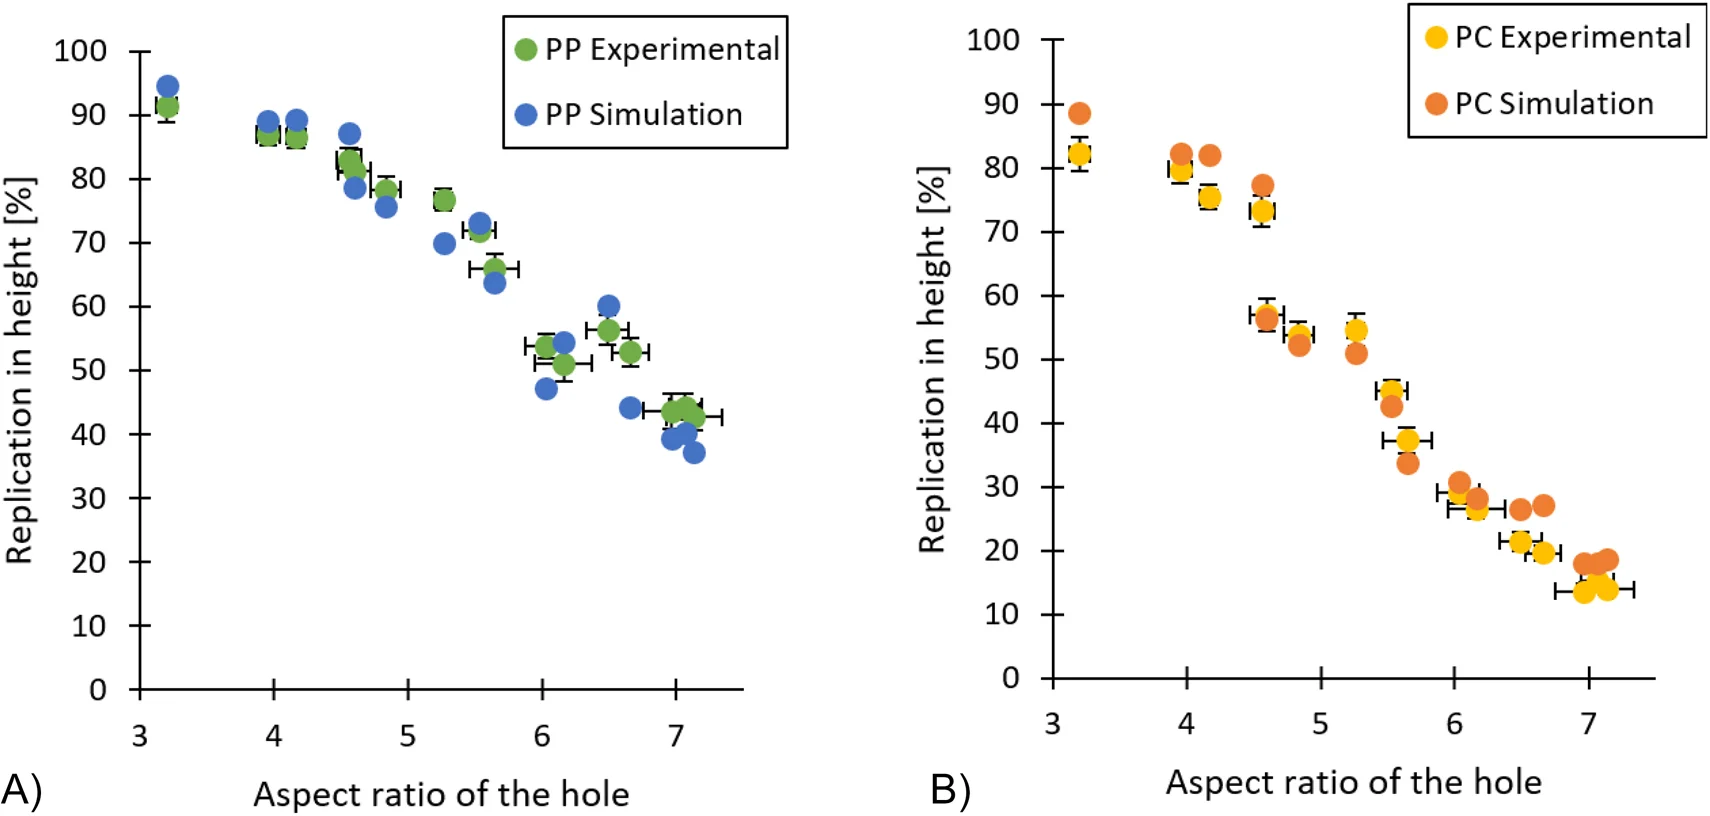 PP Experimental
PP Simulation
Replication in height [%]
100
90
80
70
60
50
40
30
20
10
0
3 4 5 6 7
Aspect ratio of the hole
A)
PC Experimental
PC Simulation
Replication in height [%]
100
90
80
70
60
50
40
30
20
10
0
3 4 5 6 7
Aspect ratio of the hole
B)